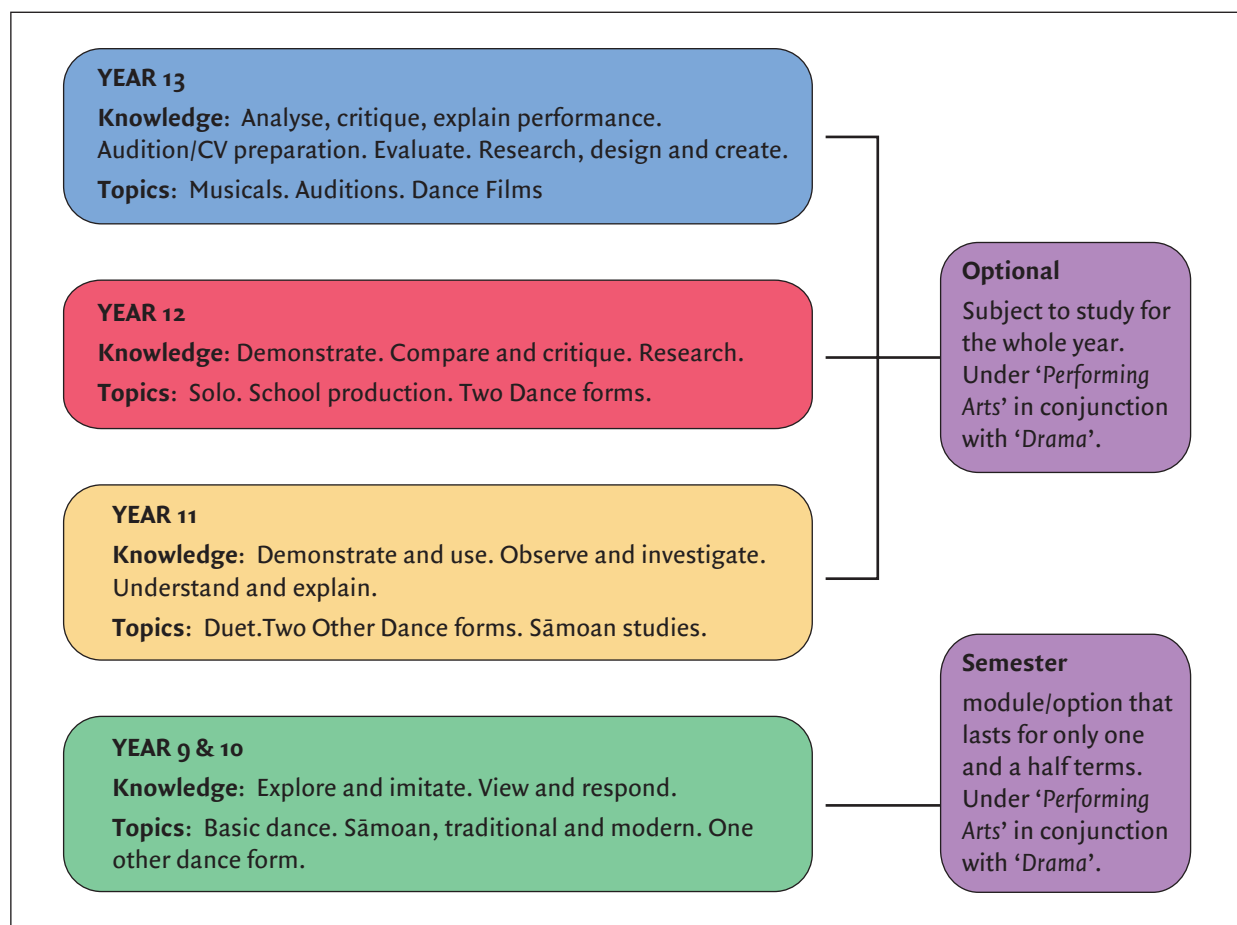 YEAR 13
Knowledge: Analyse, critique, explain performance.
Audition/CV preparation. Evaluate. Research, design and create.
Topics: Musicals. Auditions. Dance Films
YEAR 12
Knowledge: Demonstrate. Compare and critique. Research.
Topics: Solo. School production. Two Dance forms.
YEAR 11
Knowledge: Demonstrate and use. Observe and investigate.
Understand and explain.
Topics: Duet.Two Other Dance forms. Sāmoan studies.
YEAR 9 & 10
Knowledge: Explore and imitate. View and respond.
Topics: Basic dance. Sāmoan, traditional and modern. One
other dance form.
Optional
Subject to study for
the whole year.
Under ‘Performing
Arts’ in conjunction
with ‘Drama’.
Semester
module/option that
lasts for only one
and a half terms.
Under ‘Performing
Arts’ in conjunction
with ‘Drama’.